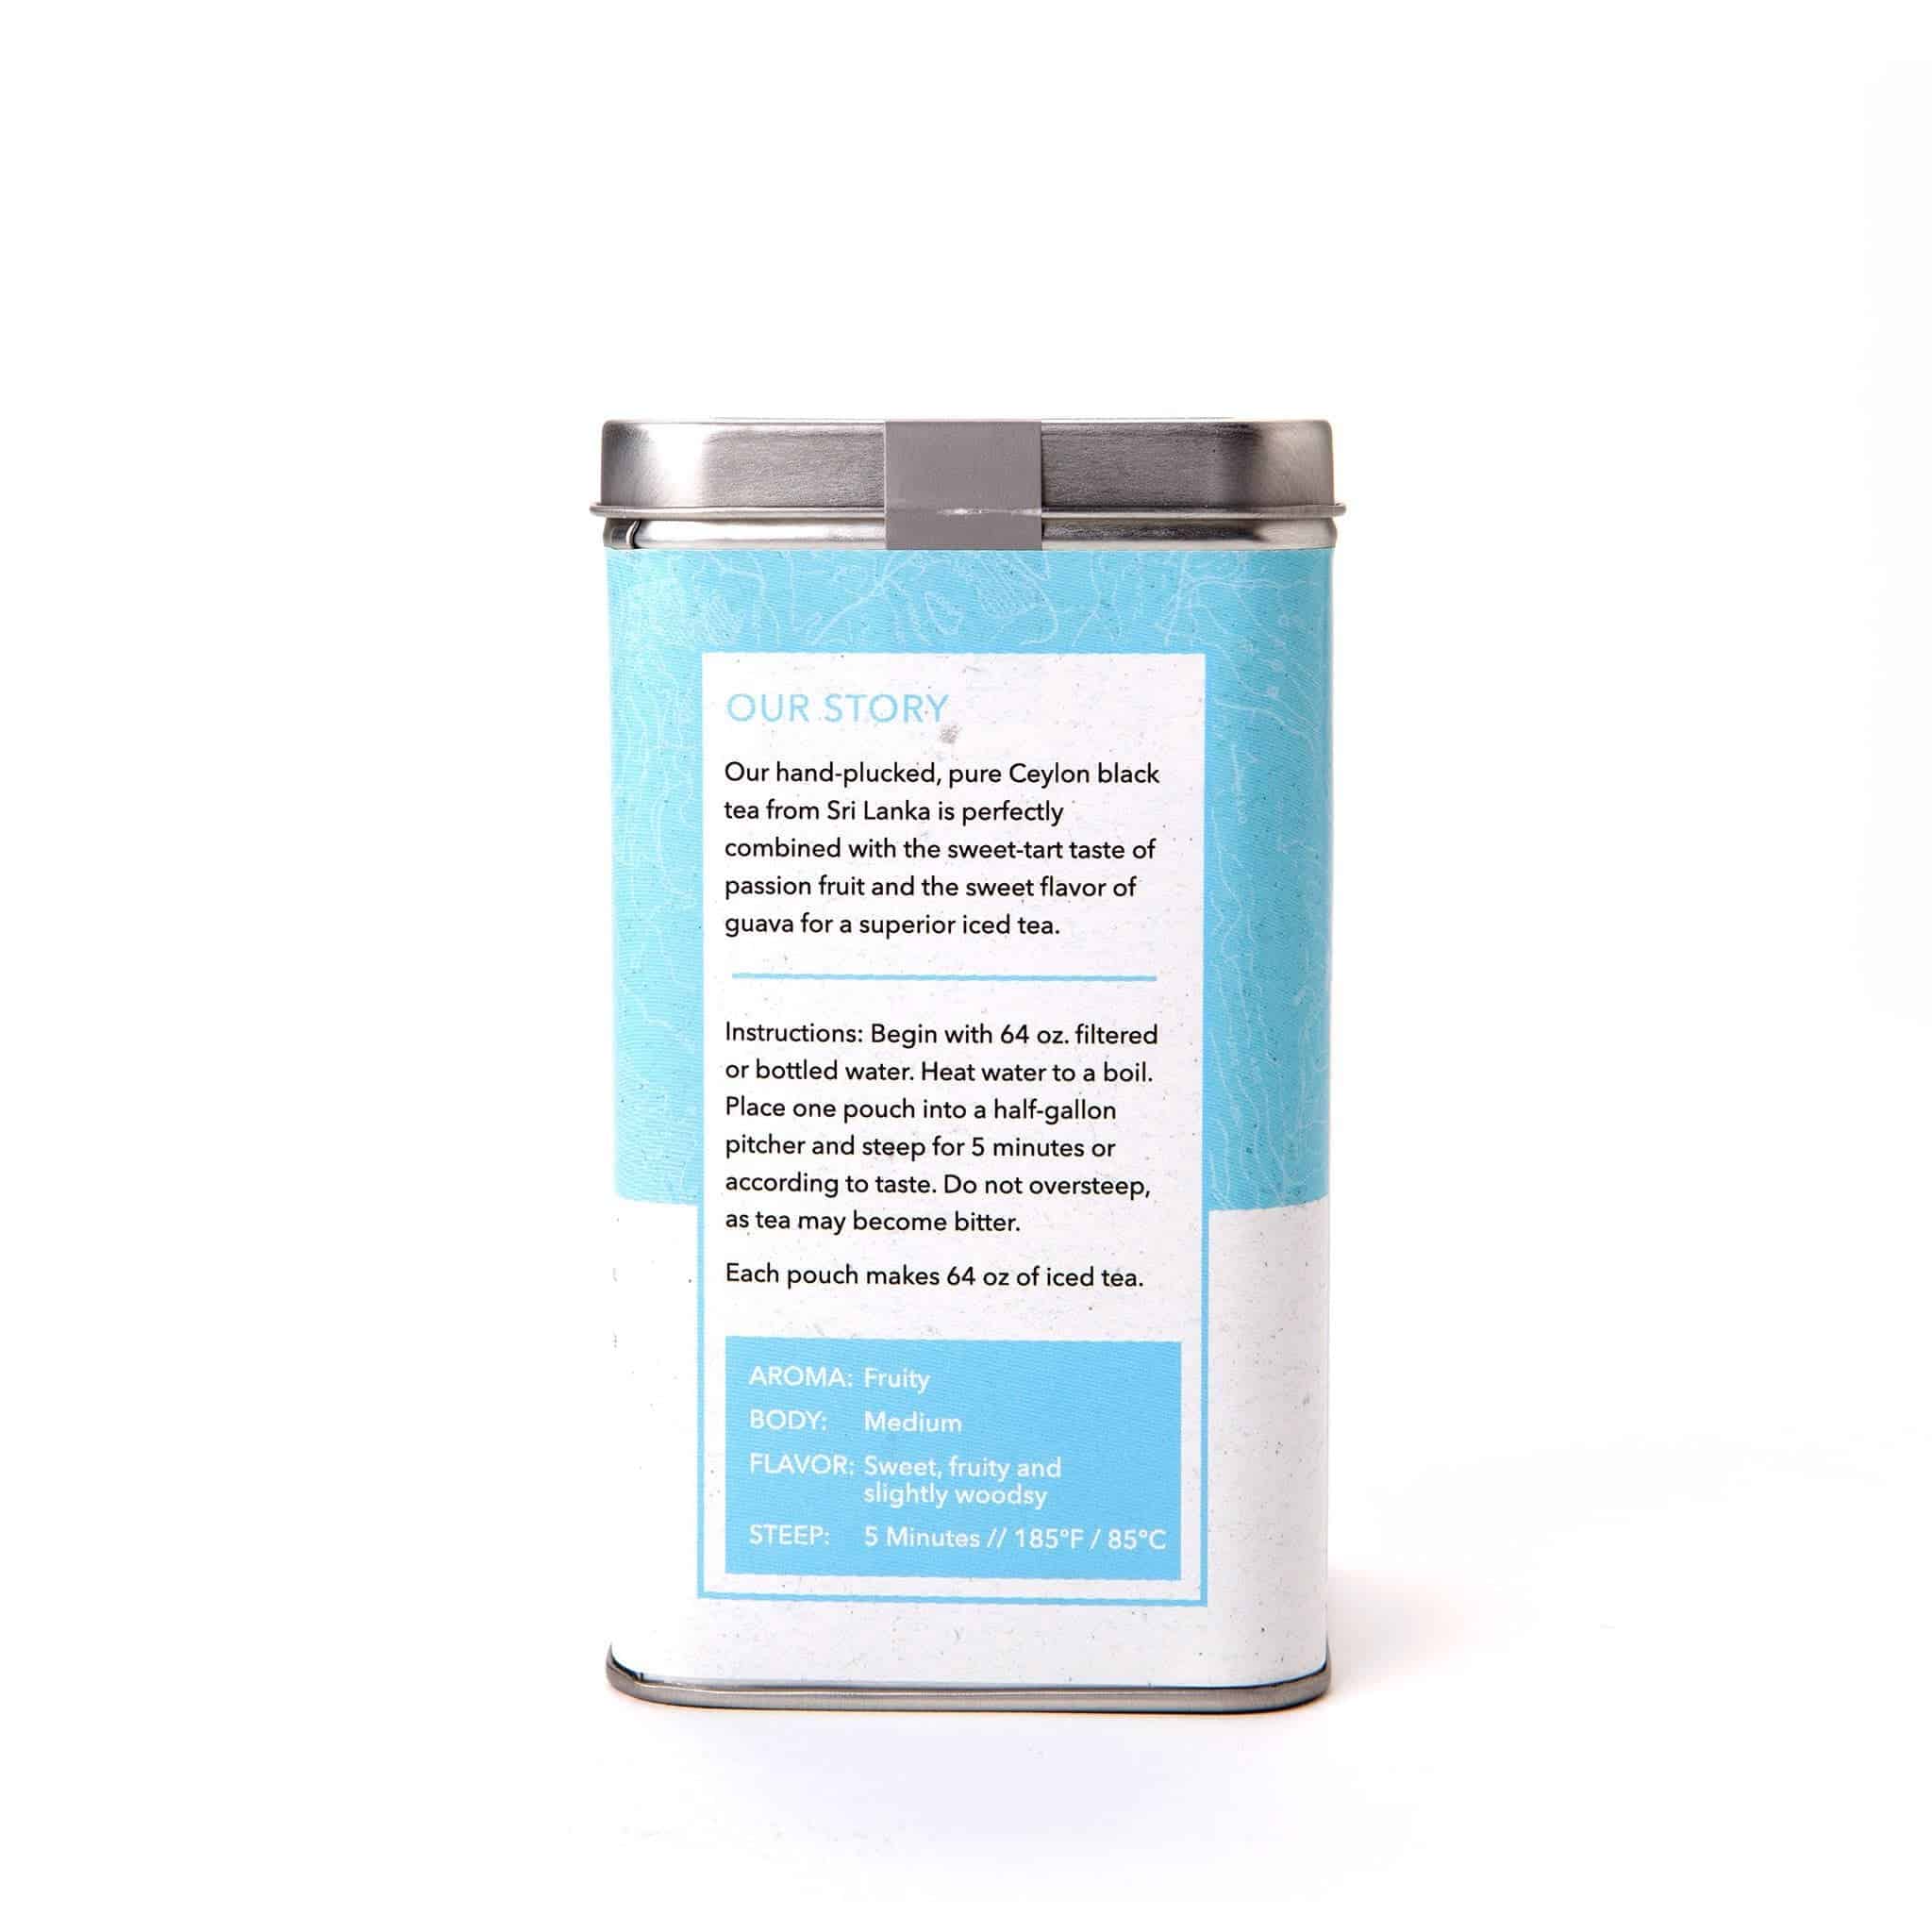 OUR STORY
Our hand-plucked, pure Ceylon black
tea from Sri Lanka is perfectly
combined with the sweet-tart taste of
passion fruit and the sweet flavor of
guava for a superior iced tea.
Instructions: Begin with 64 oz. filtered
or bottled water. Heat water to a boil.
Place one pouch into a half-gallon
pitcher and steep for 5 minutes or
according to taste. Do not oversteep,
as tea may become bitter.
Each pouch makes 64 oz of iced tea.
AROMA: Fruity
BODY: Medium
FLAVOR: Sweet, fruity and
slightly woodsy
STEEP: 5 Minutes // 185°F / 85°C